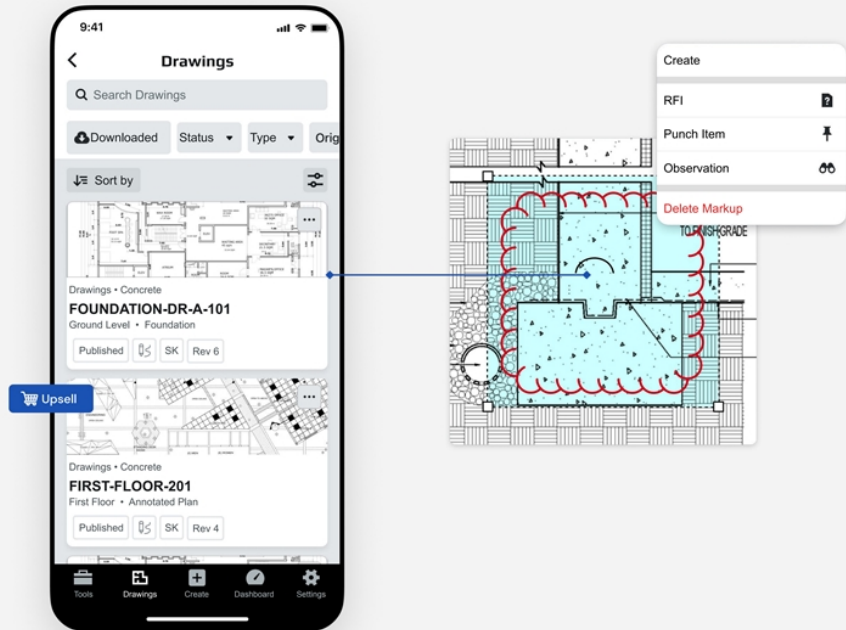 9:41
Drawings
Search Drawings
Downloaded
Status
Type
Orig
Sort by
Drawings • Concrete
FOUNDATION-DR-A-101
Ground Level • Foundation
Published
SK
Rev 6
Upsell
Drawings • Concrete
FIRST-FLOOR-201
First Floor • Annotated Plan
Published
SK
Rev 4
Tools
Drawings
Create
Dashboard
Settings
Create
RFI
Punch Item
Observation
Delete Markup
TO FINISH GRADE